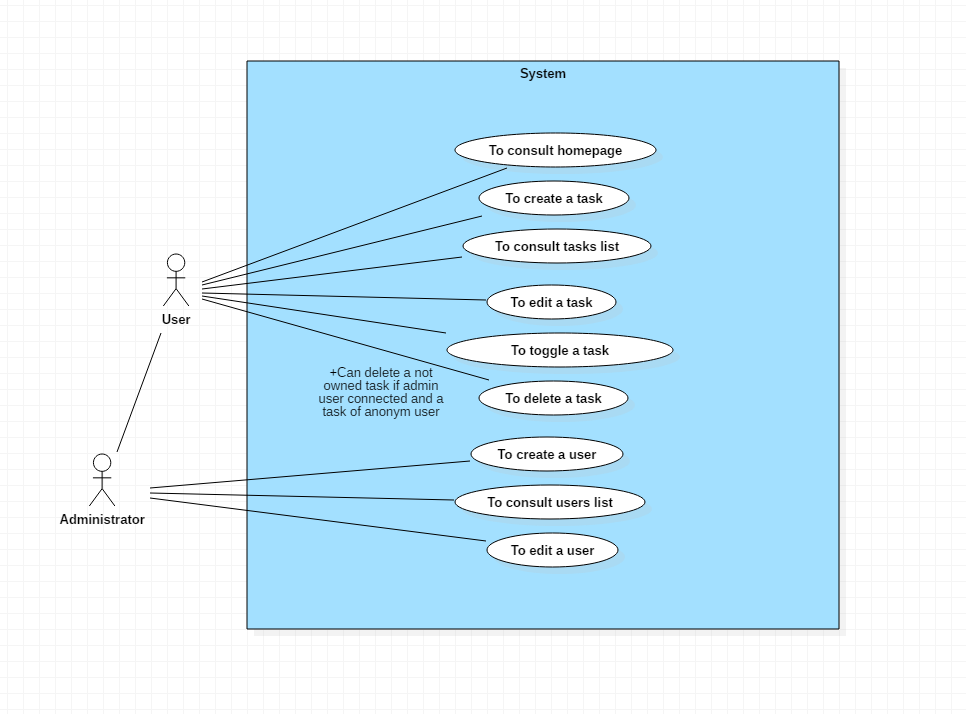 System
To consult homepage
To create a task
To consult tasks list
To edit a task
User
To toggle a task
+Can delete a not
owned task if admin
user connected and a
task of anonym user
To delete a task
To create a user
To consult users list
Administrator
To edit a user